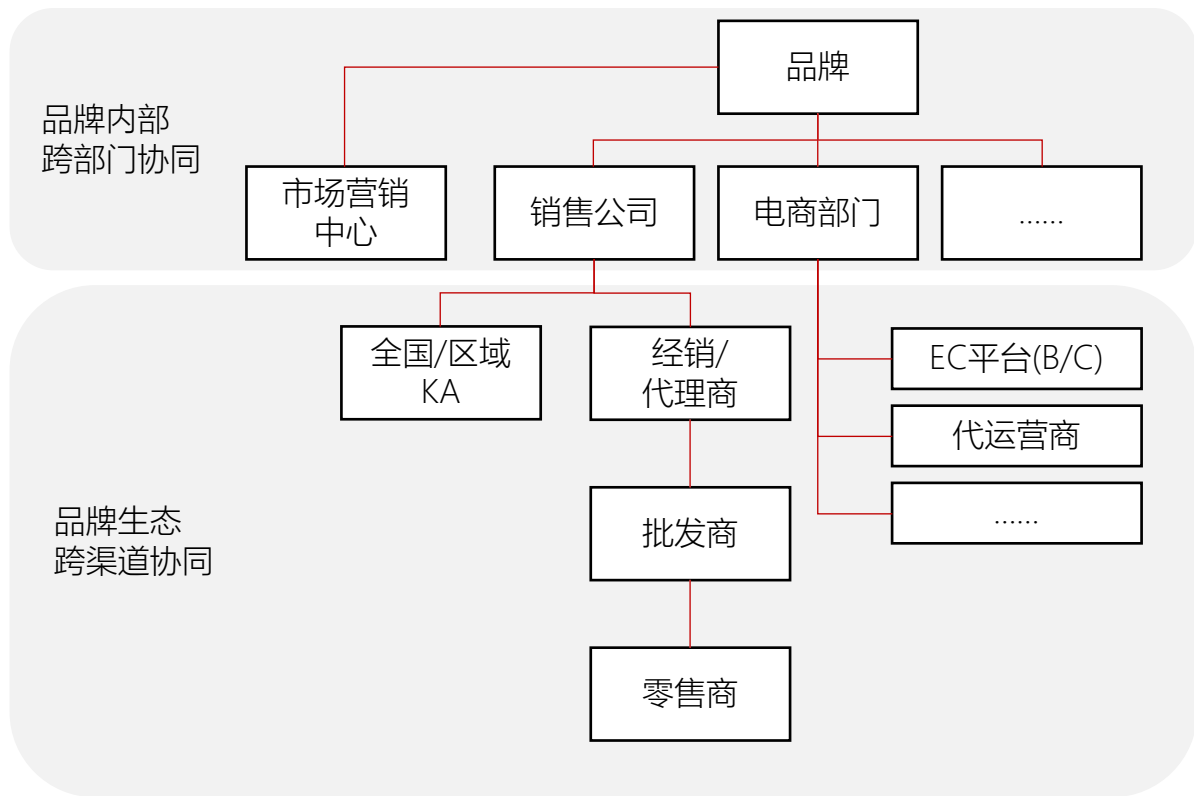 品牌
品牌内部
跨部门协同
市场营销
中心
销售公司
电商部门
......
全国/区域
KA
经销/
代理商
EC平台(B/C)
代运营商
......
品牌生态
跨渠道协同
批发商
零售商